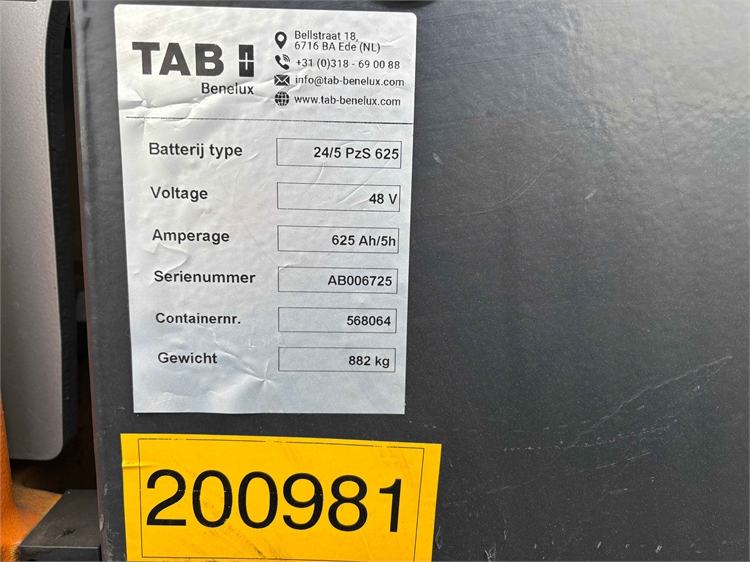 TAB
Benelux
Bellstraat 18,
6716 BA Ede (NL)
+31 (0)318 - 69 00 88
info@tab-benelux.com
www.tab-benelux.com
Batterij type 24/5 PzS 625
Voltage 48 V
Amperage 625 Ah/5h
Serienummer AB006725
Containernr. 568064
Gewicht 882 kg
200981